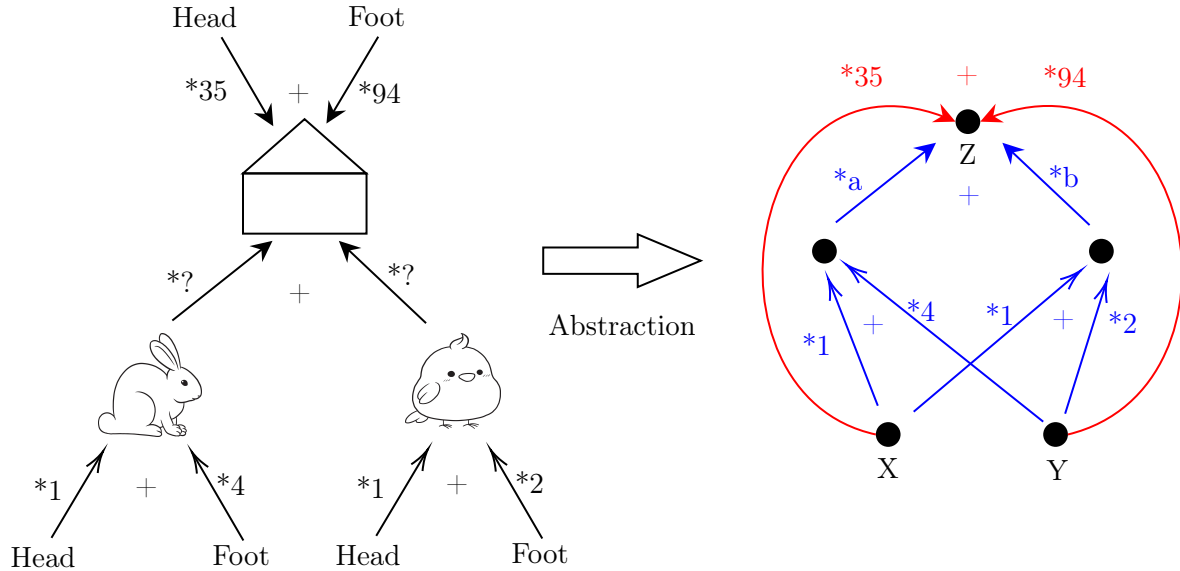 Head Foot
*35 + *94
*? *?
+
*1 + *4 *1 + *2
Head Foot Head Foot
Abstraction
*35 + *94
Z
*a *b
+
*4 *1
*1 + + *2
X Y